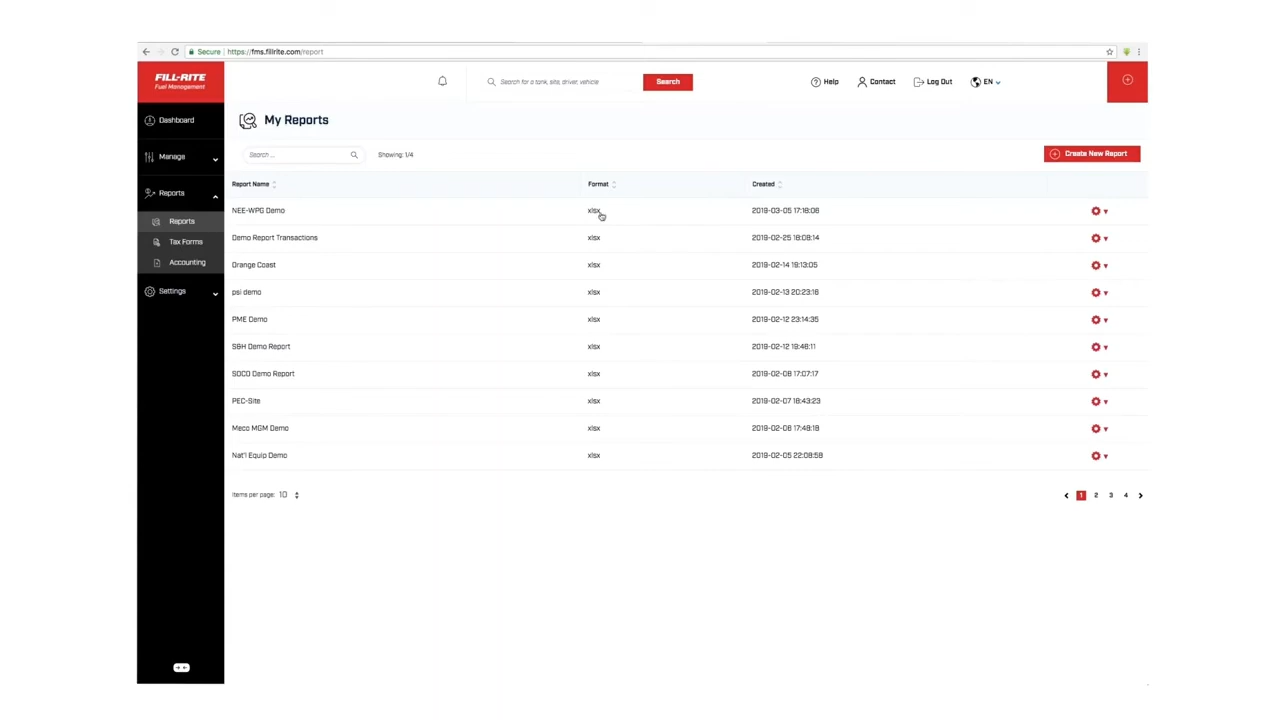 Secure https://fms.fillrite.com/report
FILL-RITE
Fuel Management
Search for a tank, site, driver, vehicle
Search
Help
Contact
Log Out
EN
Dashboard
Manage
Reports
Reports
Tax Forms
Accounting
Settings
My Reports
Search ...
Showing: 1/4
Create New Report
Report Name Format Created
NEE-WPG Demo xlsx 2019-03-05 17:18:08
Demo Report Transactions xlsx 2019-02-25 18:08:14
Orange Coast xlsx 2019-02-14 19:13:05
psi demo xlsx 2019-02-13 20:23:16
PME Demo xlsx 2019-02-12 23:14:35
S&H Demo Report xlsx 2019-02-12 19:46:11
SOCO Demo Report xlsx 2019-02-08 17:07:17
PEC-Site xlsx 2019-02-07 18:43:23
Meco MGM Demo xlsx 2019-02-06 17:48:18
Nat'l Equip Demo xlsx 2019-02-05 22:08:58
Items per page: 10
1 2 3 4